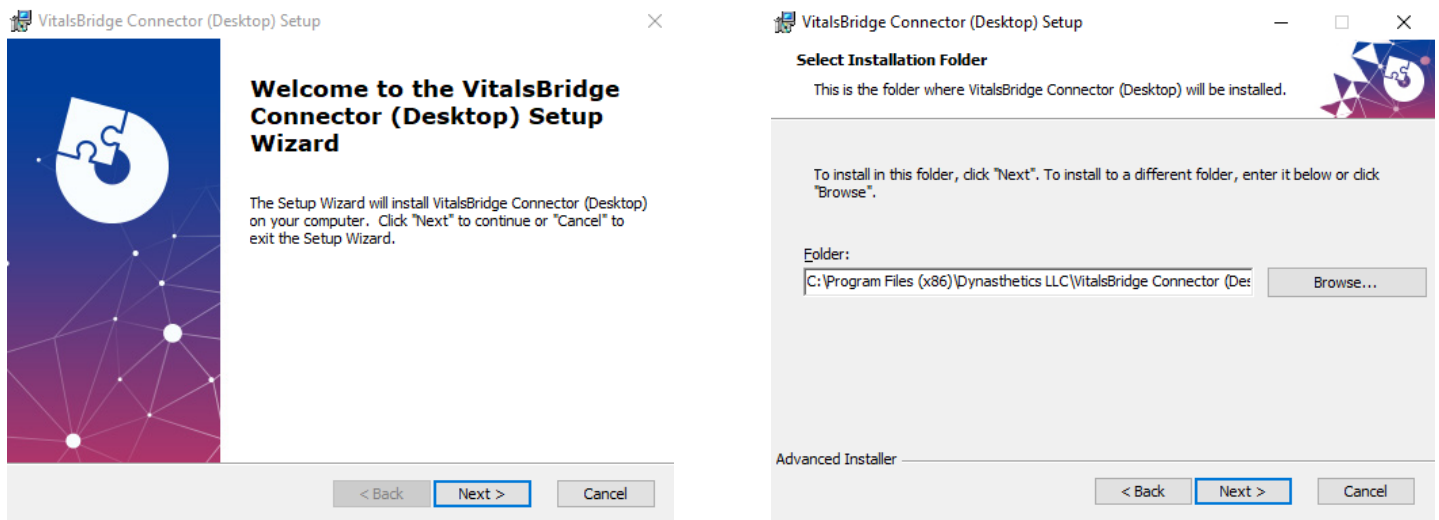 VitalsBridge Connector (Desktop) Setup
Welcome to the VitalsBridge
Connector (Desktop) Setup
Wizard
The Setup Wizard will install VitalsBridge Connector (Desktop)
on your computer. Click "Next" to continue or "Cancel" to
exit the Setup Wizard.
< Back
Next >
Cancel
VitalsBridge Connector (Desktop) Setup
Select Installation Folder
This is the folder where VitalsBridge Connector (Desktop) will be installed.
To install in this folder, click "Next". To install to a different folder, enter it below or click
"Browse".
Folder:
C:\Program Files (x86)\Dynasthetics LLC\VitalsBridge Connector (Des
Browse...
Advanced Installer
< Back
Next >
Cancel